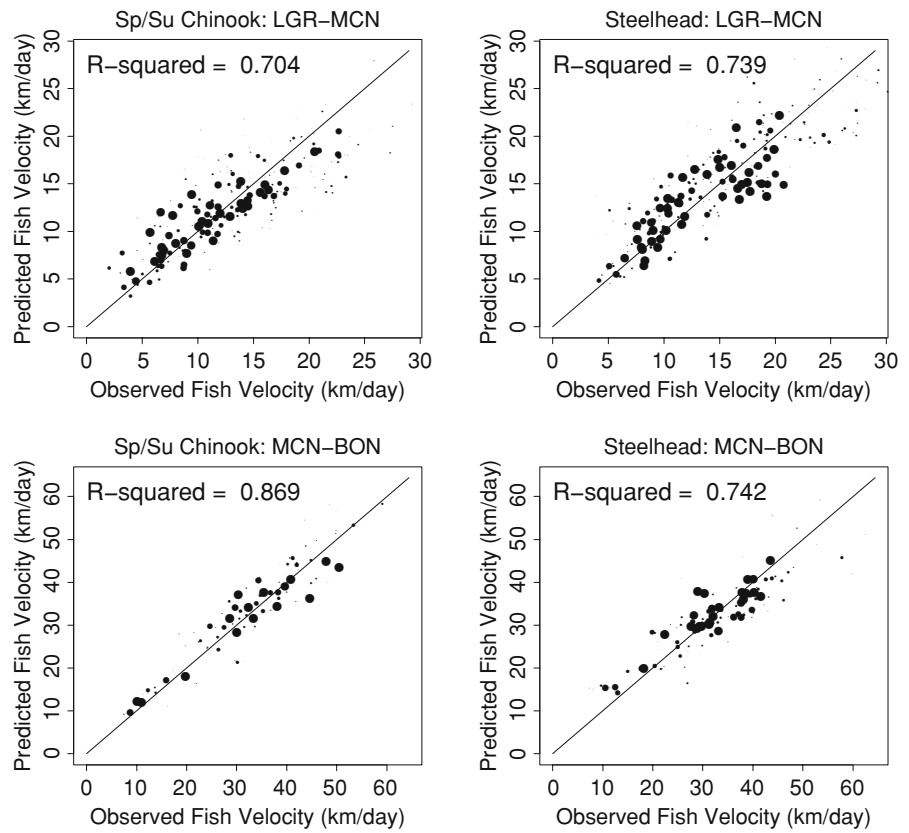 Sp/Su Chinook: LGR−MCN
R−squared = 0.704
Predicted Fish Velocity (km/day)
30
25
20
15
10
5
0
0 5 10 15 20 25 30
Observed Fish Velocity (km/day)
Steelhead: LGR−MCN
R−squared = 0.739
Predicted Fish Velocity (km/day)
30
25
20
15
10
5
0
0 5 10 15 20 25 30
Observed Fish Velocity (km/day)
Sp/Su Chinook: MCN−BON
R−squared = 0.869
Predicted Fish Velocity (km/day)
60
50
40
30
20
10
0
0 10 20 30 40 50 60
Observed Fish Velocity (km/day)
Steelhead: MCN−BON
R−squared = 0.742
Predicted Fish Velocity (km/day)
60
50
40
30
20
10
0
0 10 20 30 40 50 60
Observed Fish Velocity (km/day)